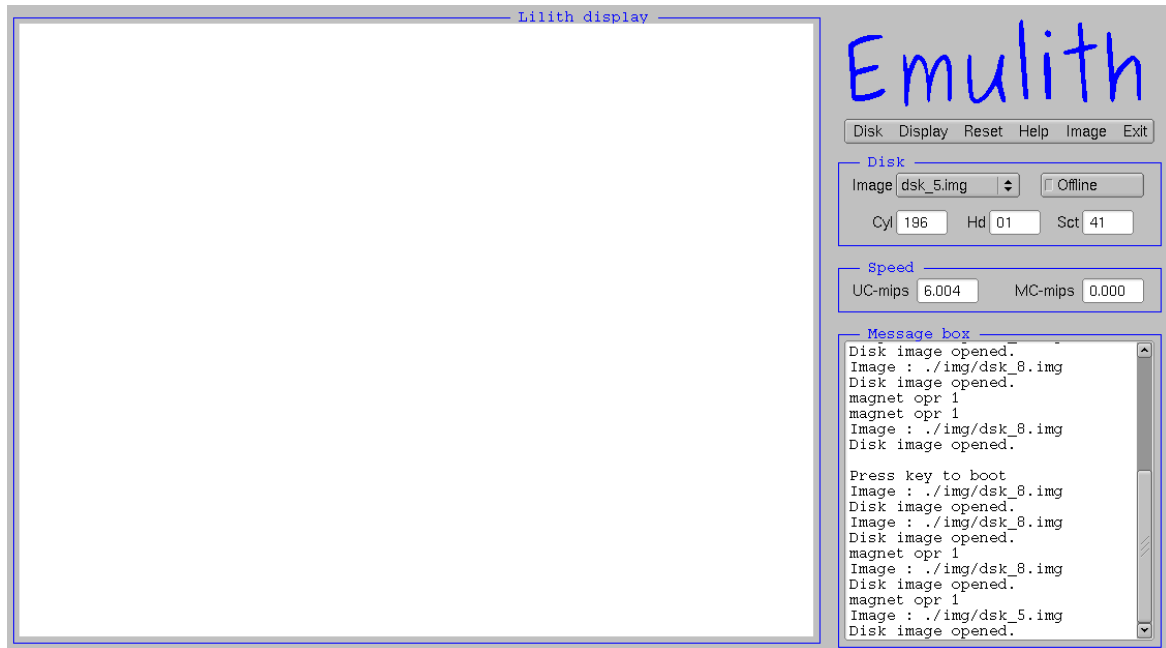 Lilith display
Emulith
Disk Display Reset Help Image Exit
Disk
Image dsk_5.img Offline
Cyl 196 Hd 01 Sct 41
Speed
UC-mips 6.004 MC-mips 0.000
Message box
Disk image opened.
Image : ./img/dsk_8.img
Disk image opened.
magnet opr 1
magnet opr 1
Image : ./img/dsk_8.img
Disk image opened.
Press key to boot
Image : ./img/dsk_8.img
Disk image opened.
Image : ./img/dsk_8.img
Disk image opened.
magnet opr 1
Image : ./img/dsk_8.img
Disk image opened.
magnet opr 1
Image : ./img/dsk_5.img
Disk image opened.